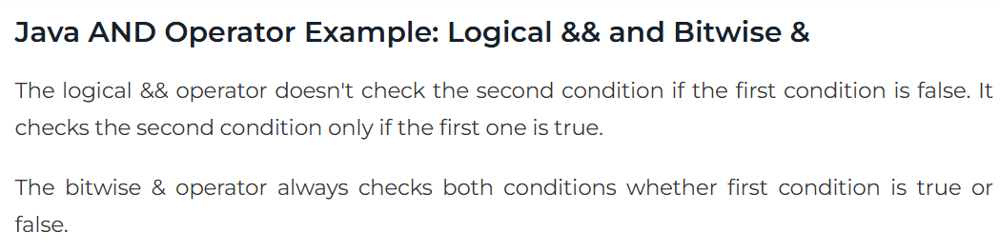 Java AND Operator Example: Logical && and Bitwise &
The logical && operator doesn't check the second condition if the first condition is false. It
checks the second condition only if the first one is true.
The bitwise & operator always checks both conditions whether first condition is true or
false.